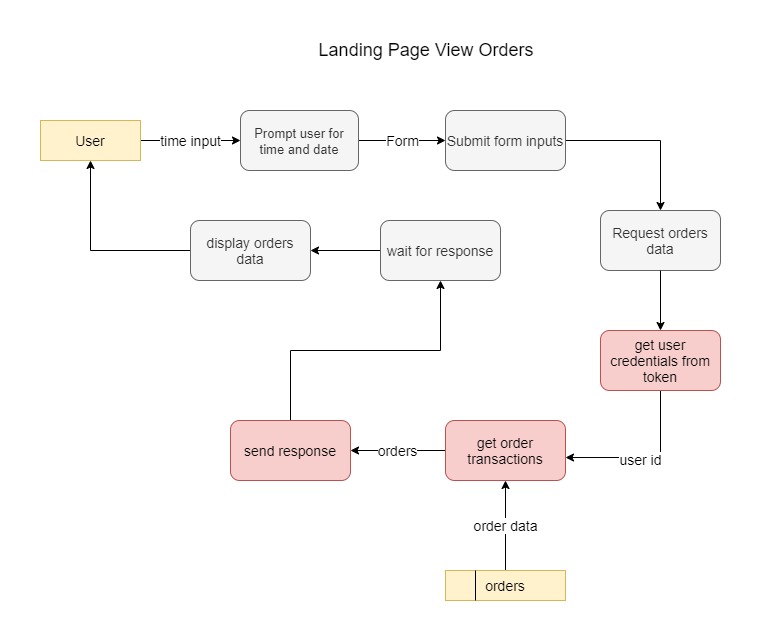 Landing Page View Orders
User
time input
Prompt user for
time and date
Form
Submit form inputs
Request orders
data
display orders
data
wait for response
get user
credentials from
token
send response
orders
get order
transactions
user id
order data
orders